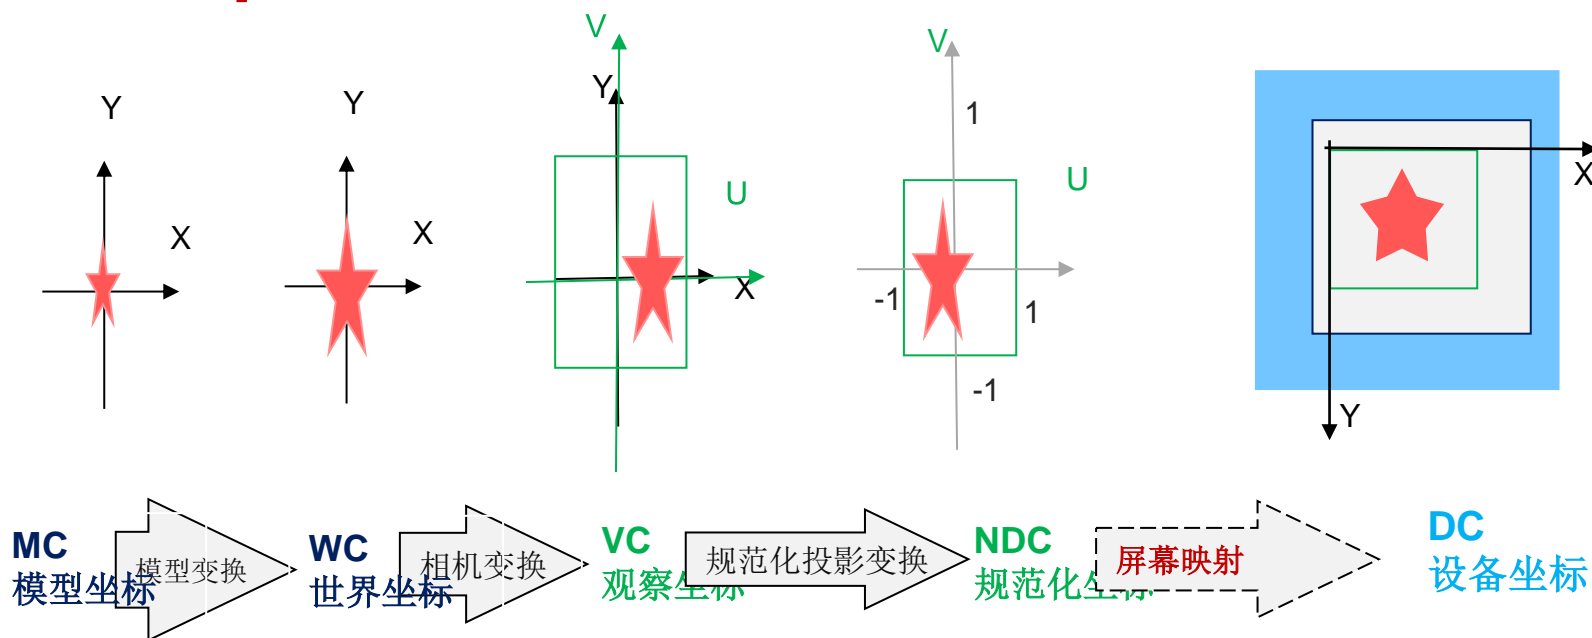 Y
X
Y
X
V
Y
U
X
V
1
U
-1
1
-1
X
Y
MC
模型坐标
模型变换
WC
世界坐标
相机变换
VC
观察坐标
规范化投影变换
NDC
规范化坐标
屏幕映射
DC
设备坐标